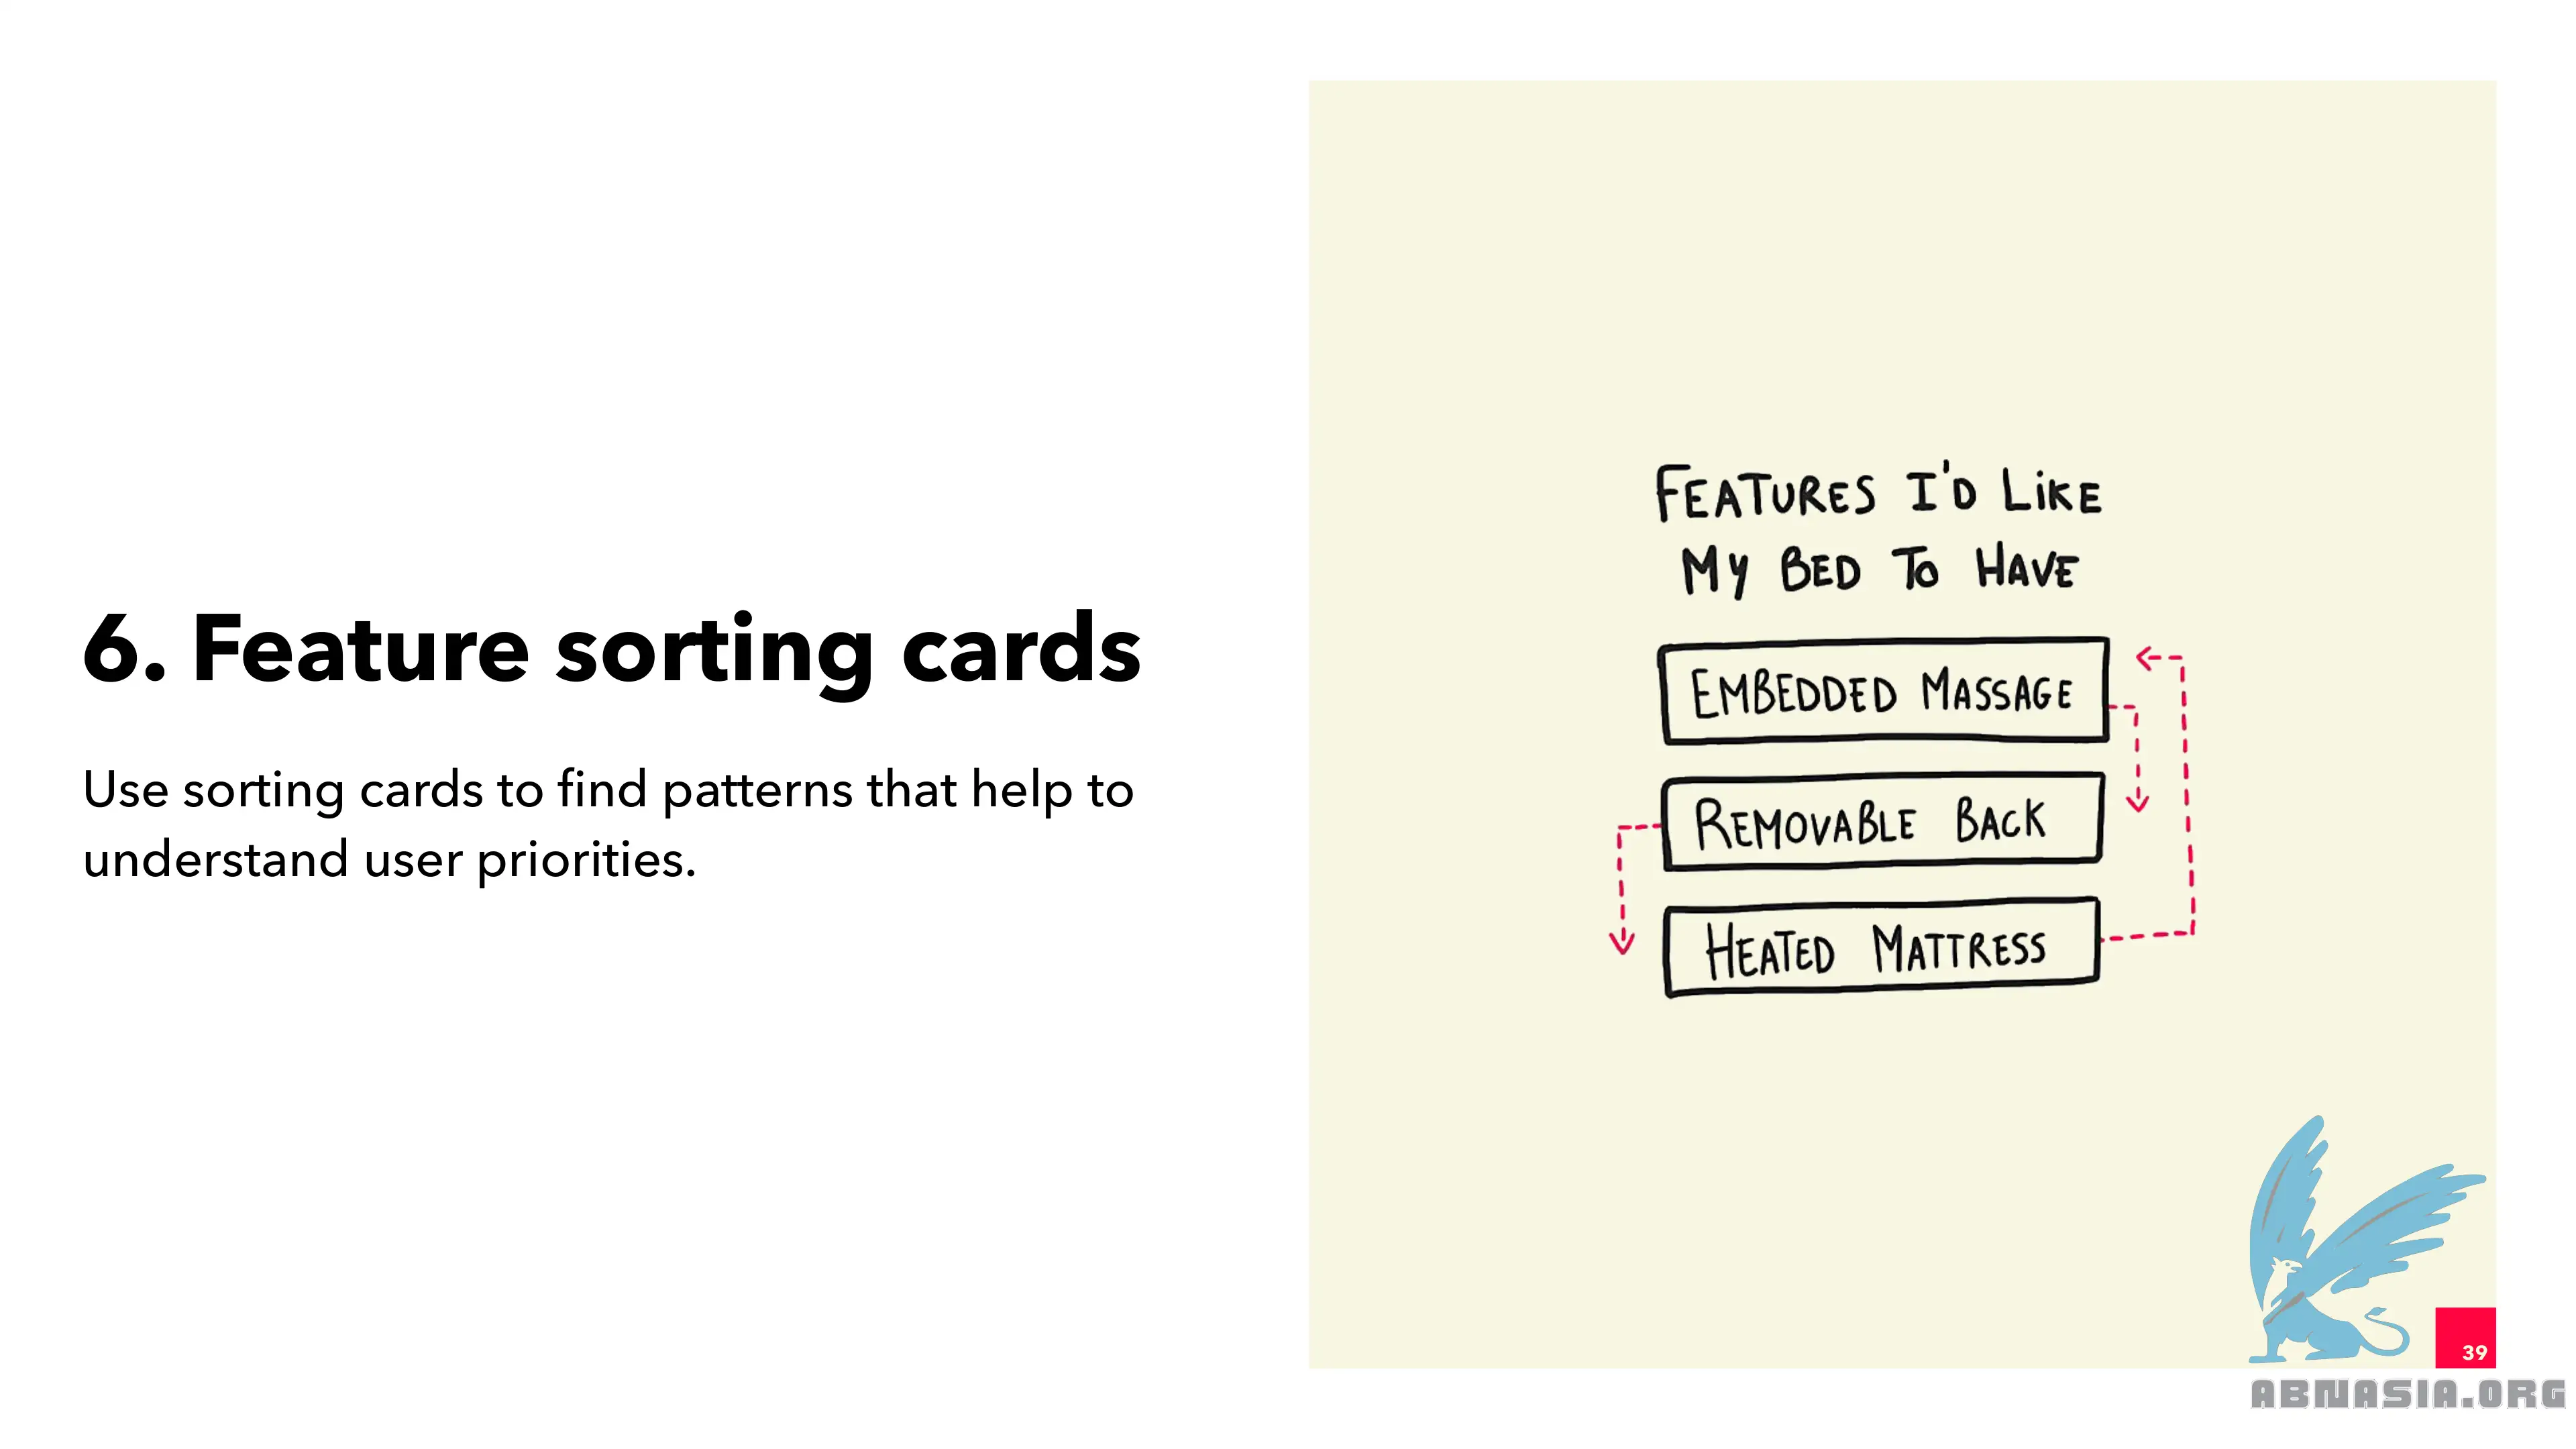 6. Feature sorting cards
Use sorting cards to find patterns that help to
understand user priorities.
FEATURES I'D LIKE
MY BED TO HAVE
EMBEDDED MASSAGE
REMOVABLE BACK
HEATED MATTRESS
39
ABNASIA.ORG